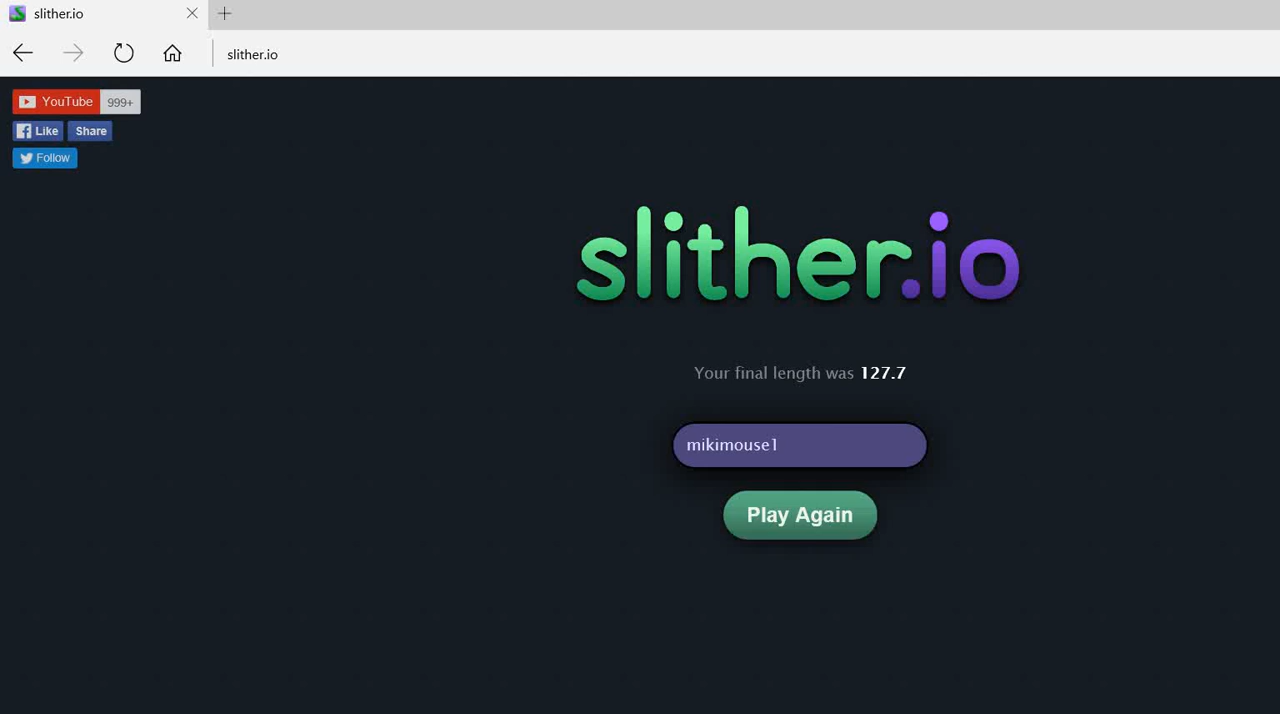 slither.io
slither.io
YouTube 999+
Like Share
Follow
slither.io
Your final length was 127.7
mikimouse1
Play Again